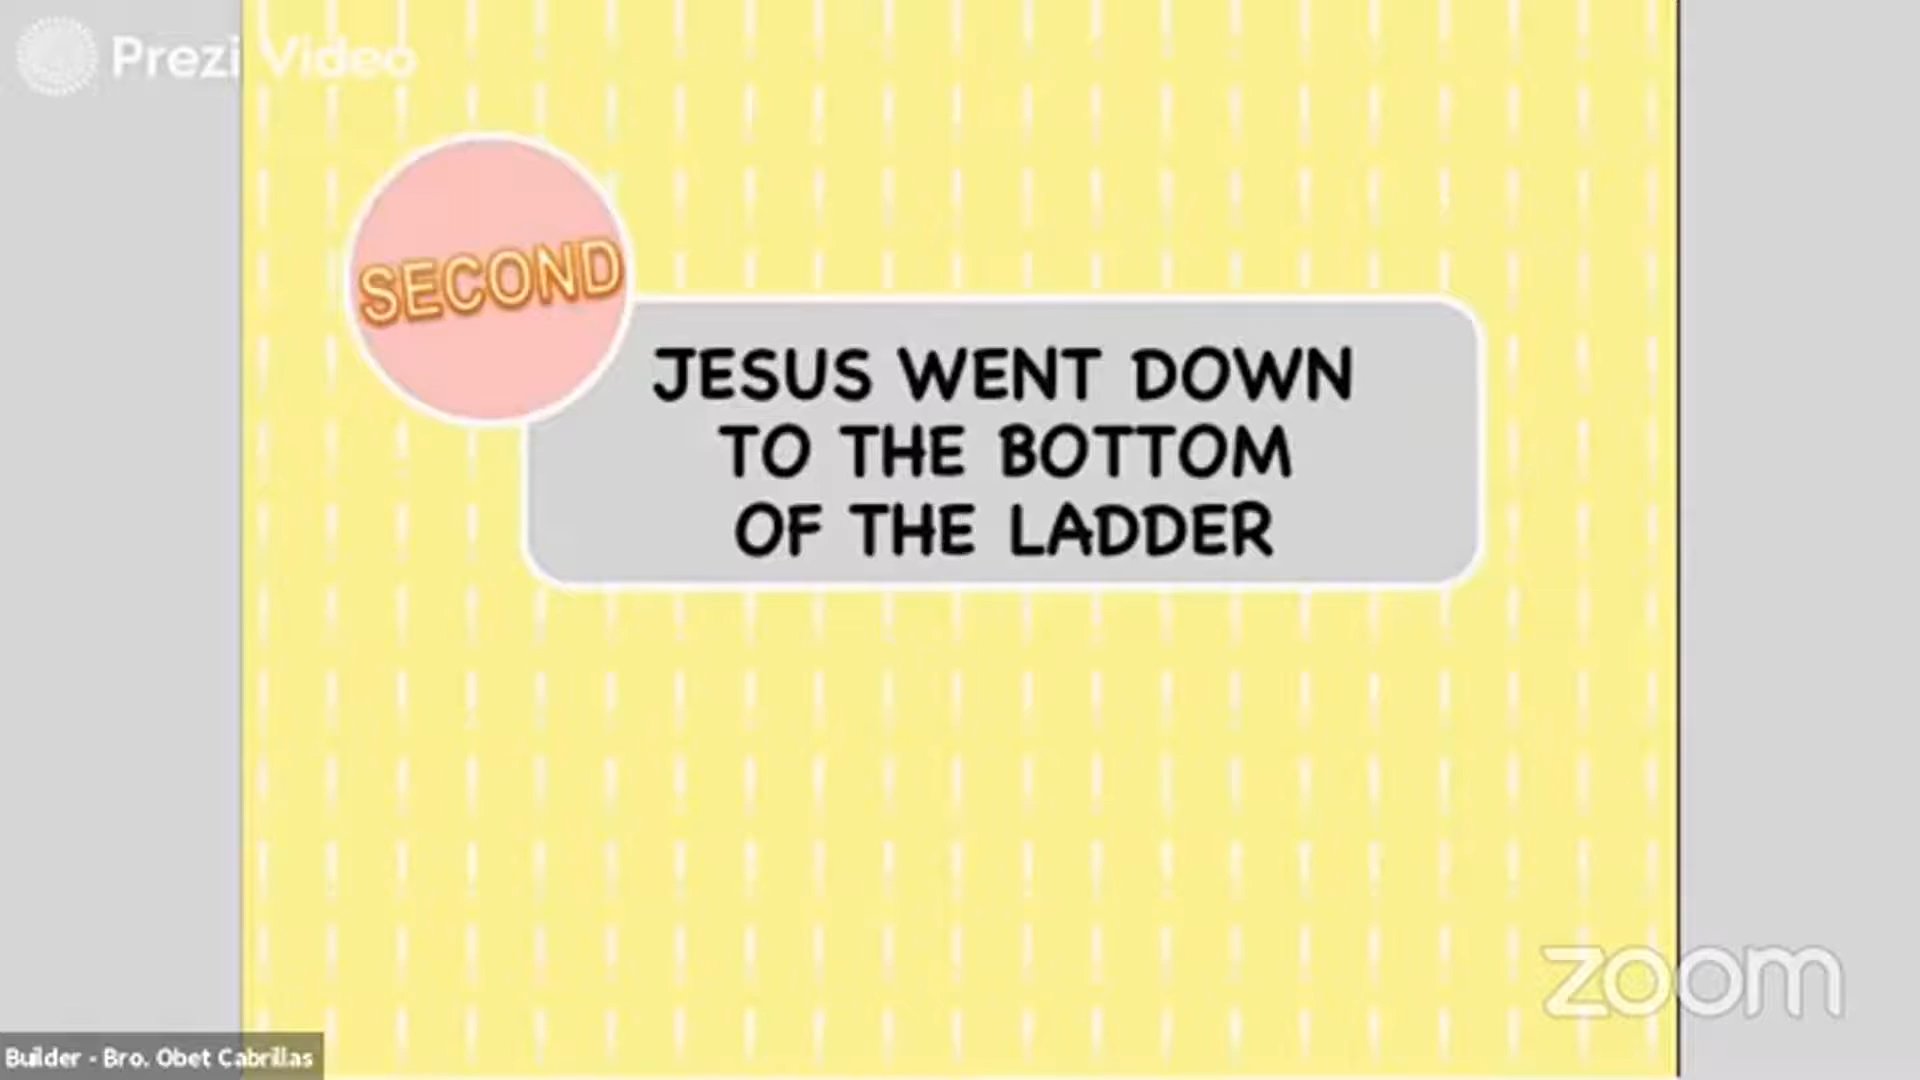 Prezi Video
SECOND
JESUS WENT DOWN
TO THE BOTTOM
OF THE LADDER
zoom
Builder - Bro. Obet Cabrillas